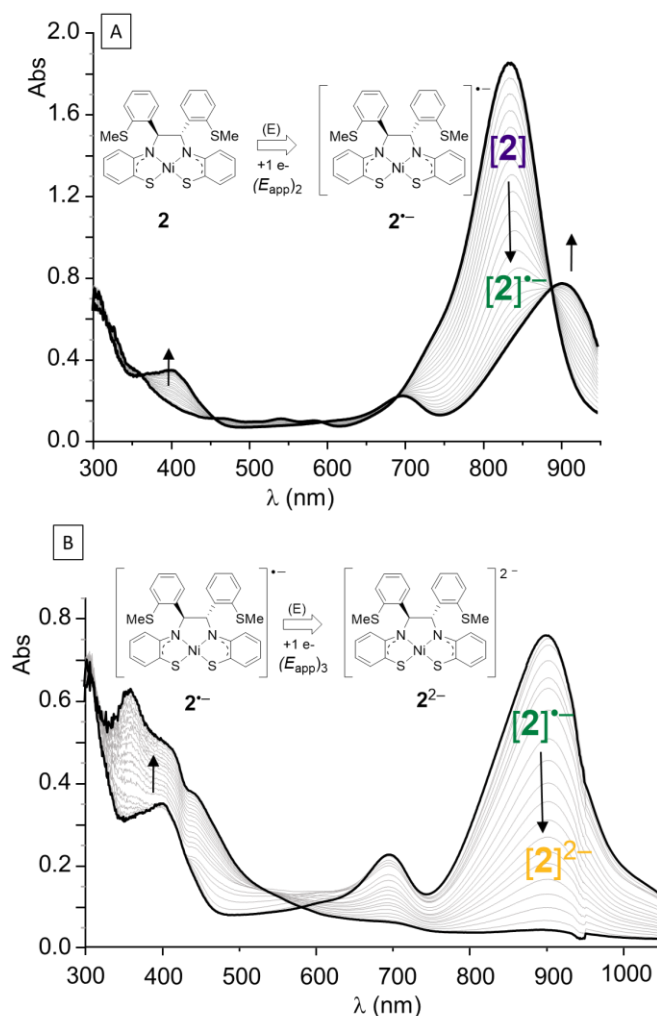 A
Abs
2.0
1.6
1.2
0.8
0.4
0.0
MeS SMe
N N
Ni
S S
2
(E)
+1 e-
(Eapp)2
•–
MeS SMe
N N
Ni
S S
2•–
[2]
[2]•–
300 400 500 600 700 800 900
λ (nm)
B
Abs
0.8
0.6
0.4
0.2
0.0
•–
MeS SMe
N N
Ni
S S
2•–
(E)
+1 e-
(Eapp)3
2 –
MeS SMe
N N
Ni
S S
22–
[2]•–
[2]2–
300 400 500 600 700 800 900 1000
λ (nm)